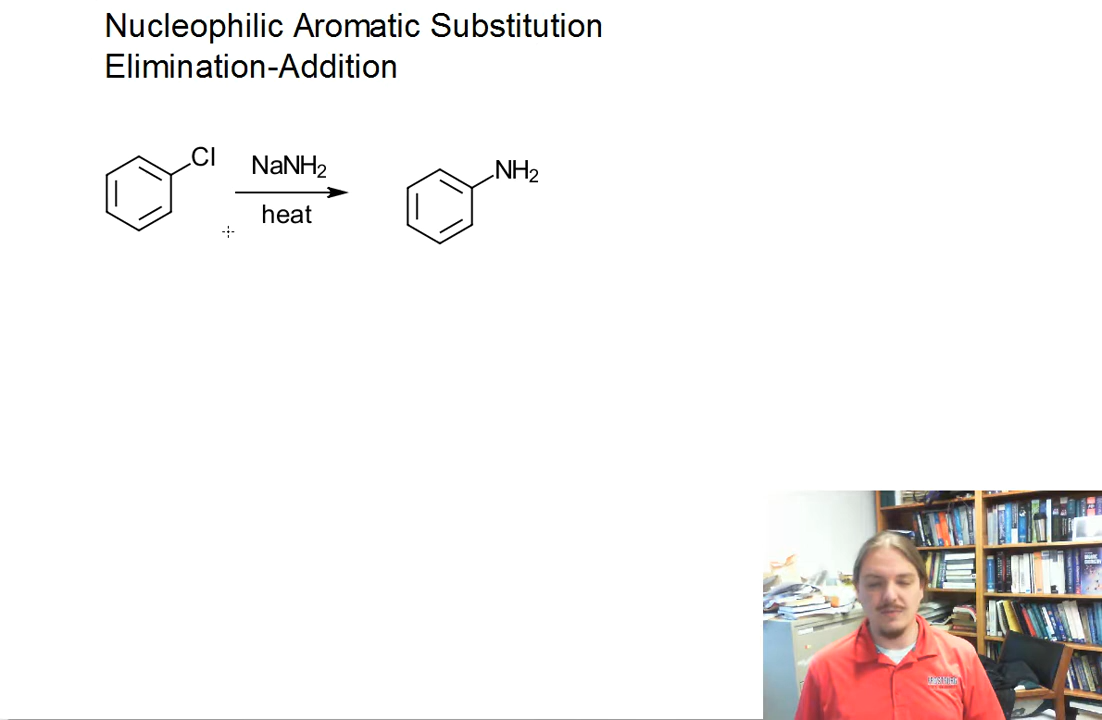 Nucleophilic Aromatic Substitution
Elimination-Addition
Cl
NaNH2
heat
NH2